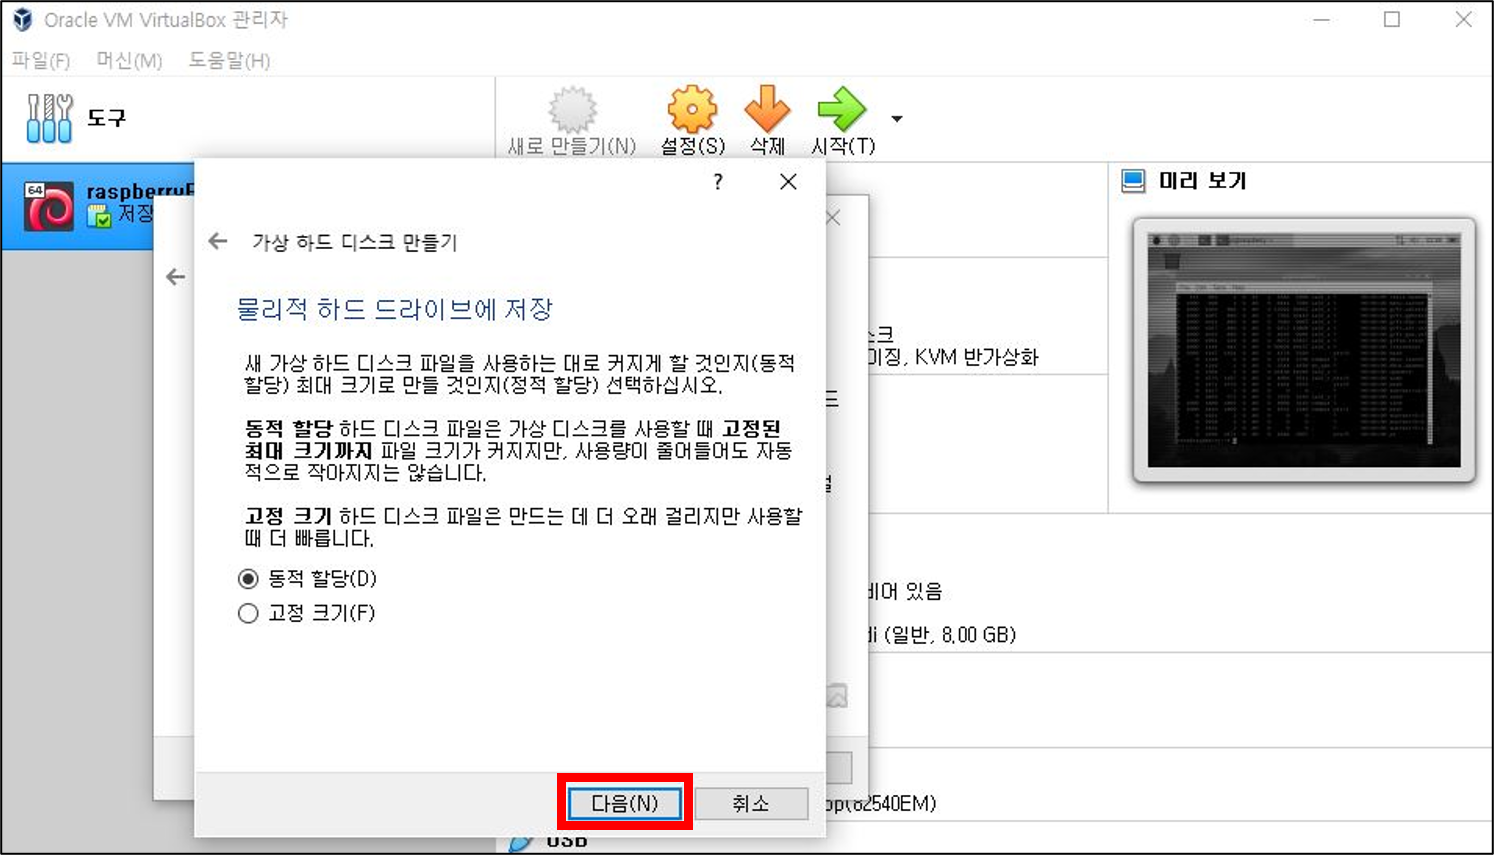 Oracle VM VirtualBox 관리자
파일(F) 머신(M) 도움말(H)
도구
새로 만들기(N) 설정(S) 삭제 시작(T)
64
저장
미리 보기
?
가상 하드 디스크 만들기
물리적 하드 드라이브에 저장
새 가상 하드 디스크 파일을 사용하는 대로 커지게 할 것인지(동적
할당) 최대 크기로 만들 것인지(정적 할당) 선택하십시오.
동적 할당 하드 디스크 파일은 가상 디스크를 사용할 때 고정된
최대 크기까지 파일 크기가 커지지만, 사용량이 줄어들어도 자동
적으로 작아지지는 않습니다.
고정 크기 하드 디스크 파일은 만드는 데 더 오래 걸리지만 사용할
때 더 빠릅니다.
동적 할당(D)
고정 크기(F)
다음(N) 취소
스크
이징, KVM 반가상화
비어 있음
di (일반, 8,00 GB)
op(82540EM)
USB